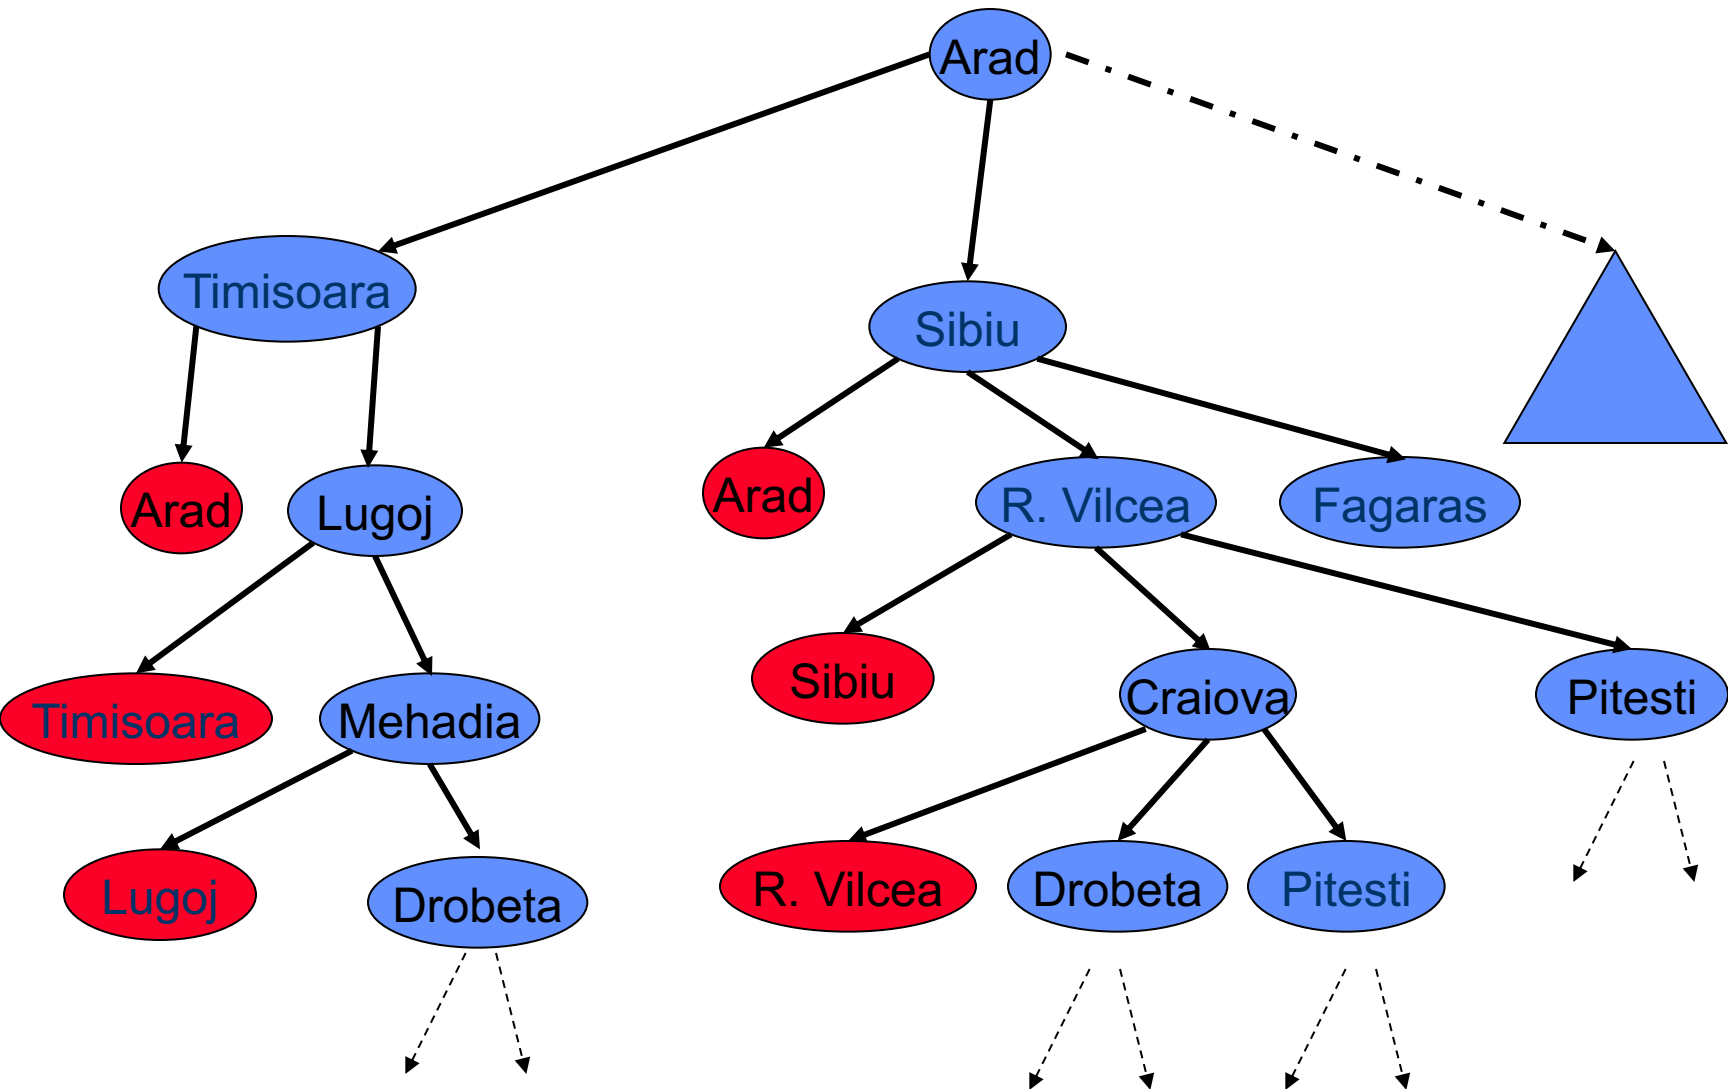 Arad
Timisoara
Sibiu
Arad
Lugoj
Arad
R. Vilcea
Fagaras
Timisoara
Mehadia
Sibiu
Craiova
Pitesti
Lugoj
Drobeta
R. Vilcea
Drobeta
Pitesti